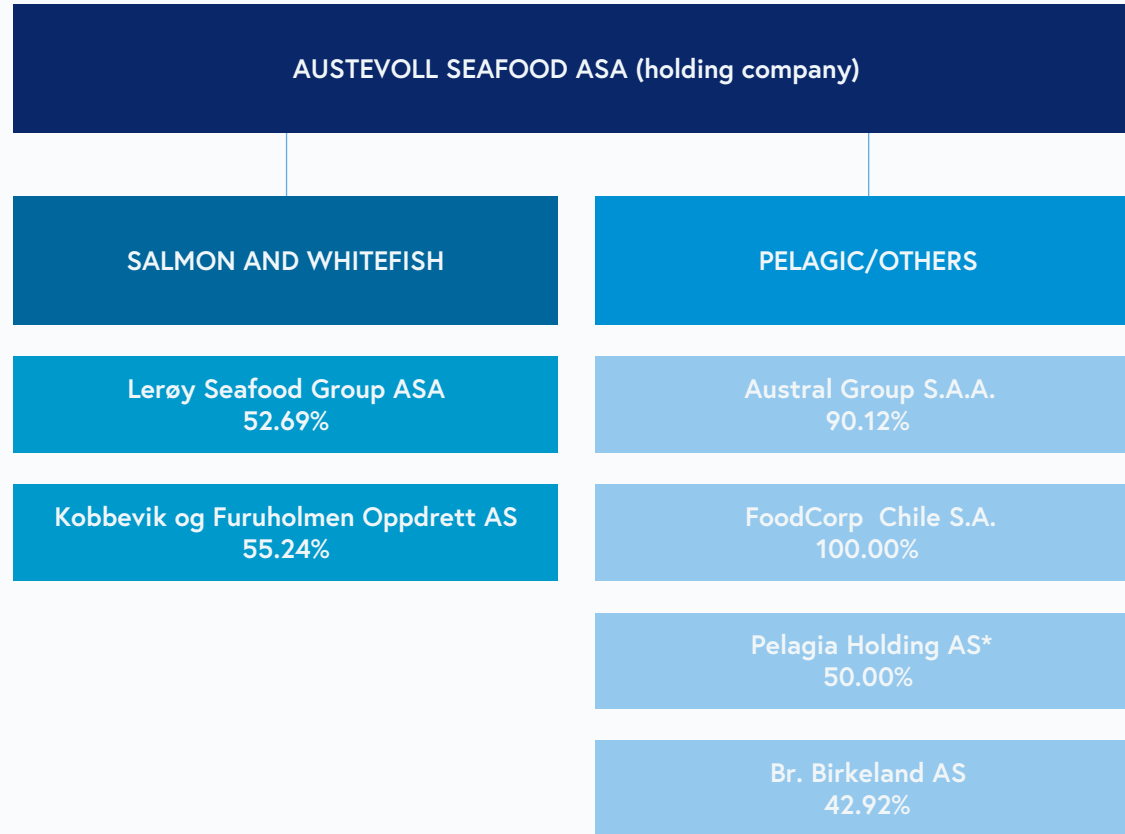 AUSTEVOLL SEAFOOD ASA (holding company)
SALMON AND WHITEFISH
Lerøy Seafood Group ASA
52.69%
Kobbevik og Furuholmen Oppdrett AS
55.24%
PELAGIC/OTHERS
Austral Group S.A.A.
90.12%
FoodCorp  Chile S.A.
100.00%
Pelagia Holding AS*
50.00%
Br. Birkeland AS
42.92%